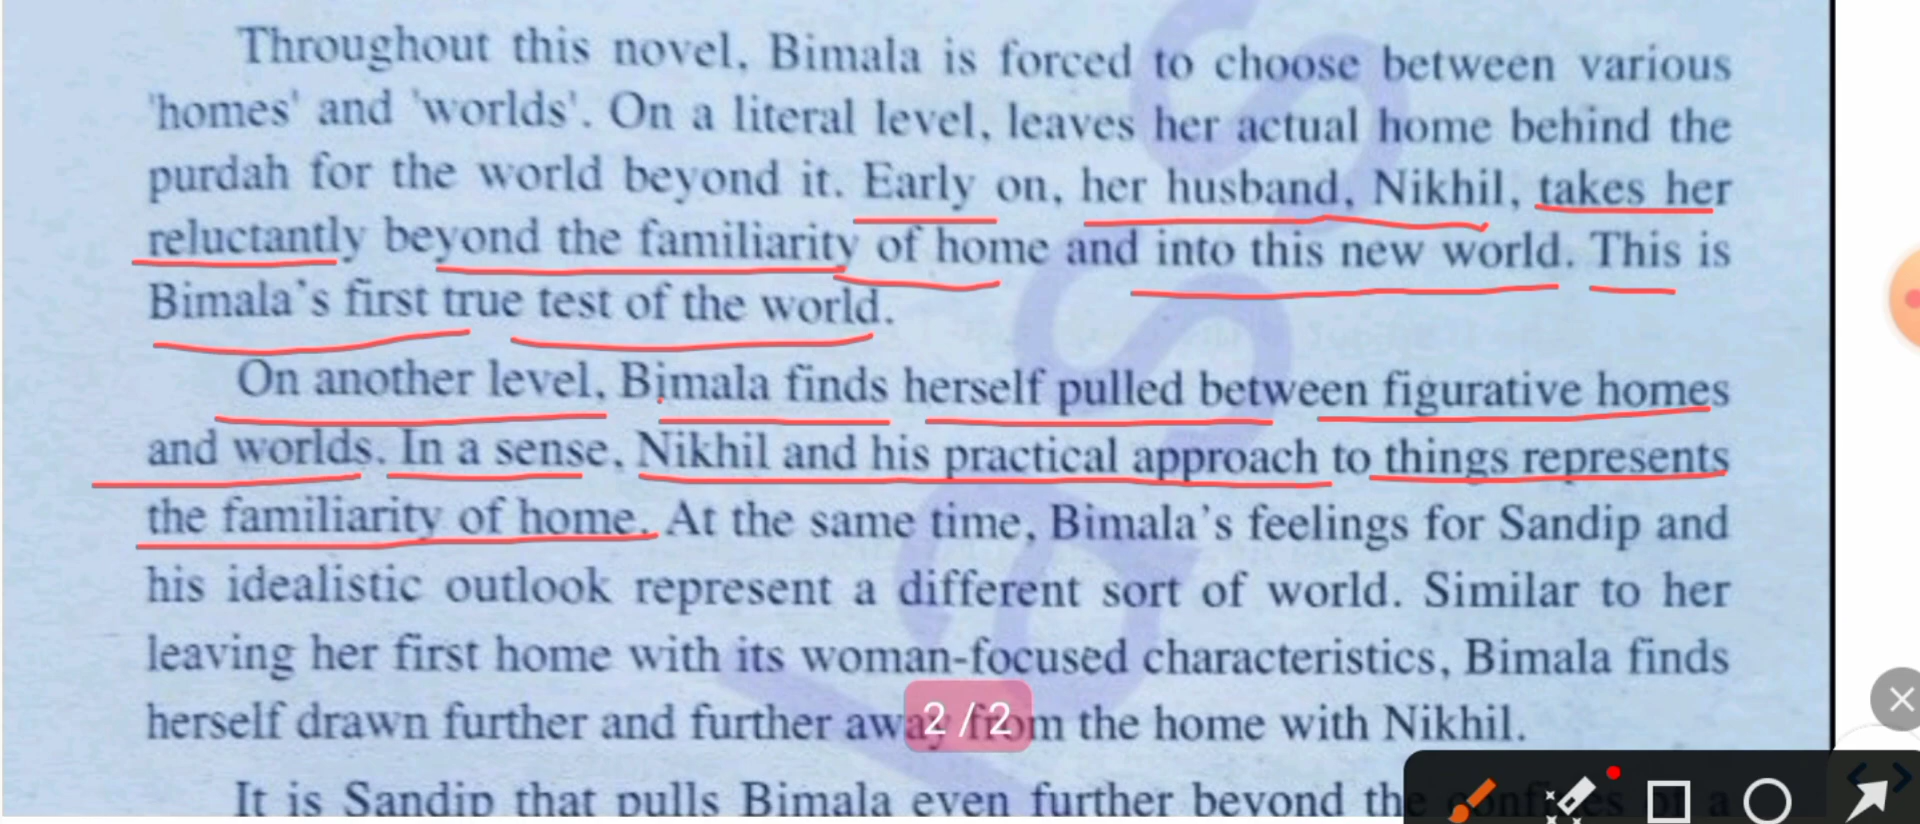 Throughout this novel, Bimala is forced to choose between various
'homes' and 'worlds'. On a literal level, leaves her actual home behind the
purdah for the world beyond it. Early on, her husband, Nikhil, takes her
reluctantly beyond the familiarity of home and into this new world. This is
Bimala's first true test of the world.
On another level, Bimala finds herself pulled between figurative homes
and worlds. In a sense, Nikhil and his practical approach to things represents
the familiarity of home. At the same time, Bimala's feelings for Sandip and
his idealistic outlook represent a different sort of world. Similar to her
leaving her first home with its woman-focused characteristics, Bimala finds
herself drawn further and further away from the home with Nikhil.
2 / 2
It is Sandip that pulls Bimala even further beyond the confines of a